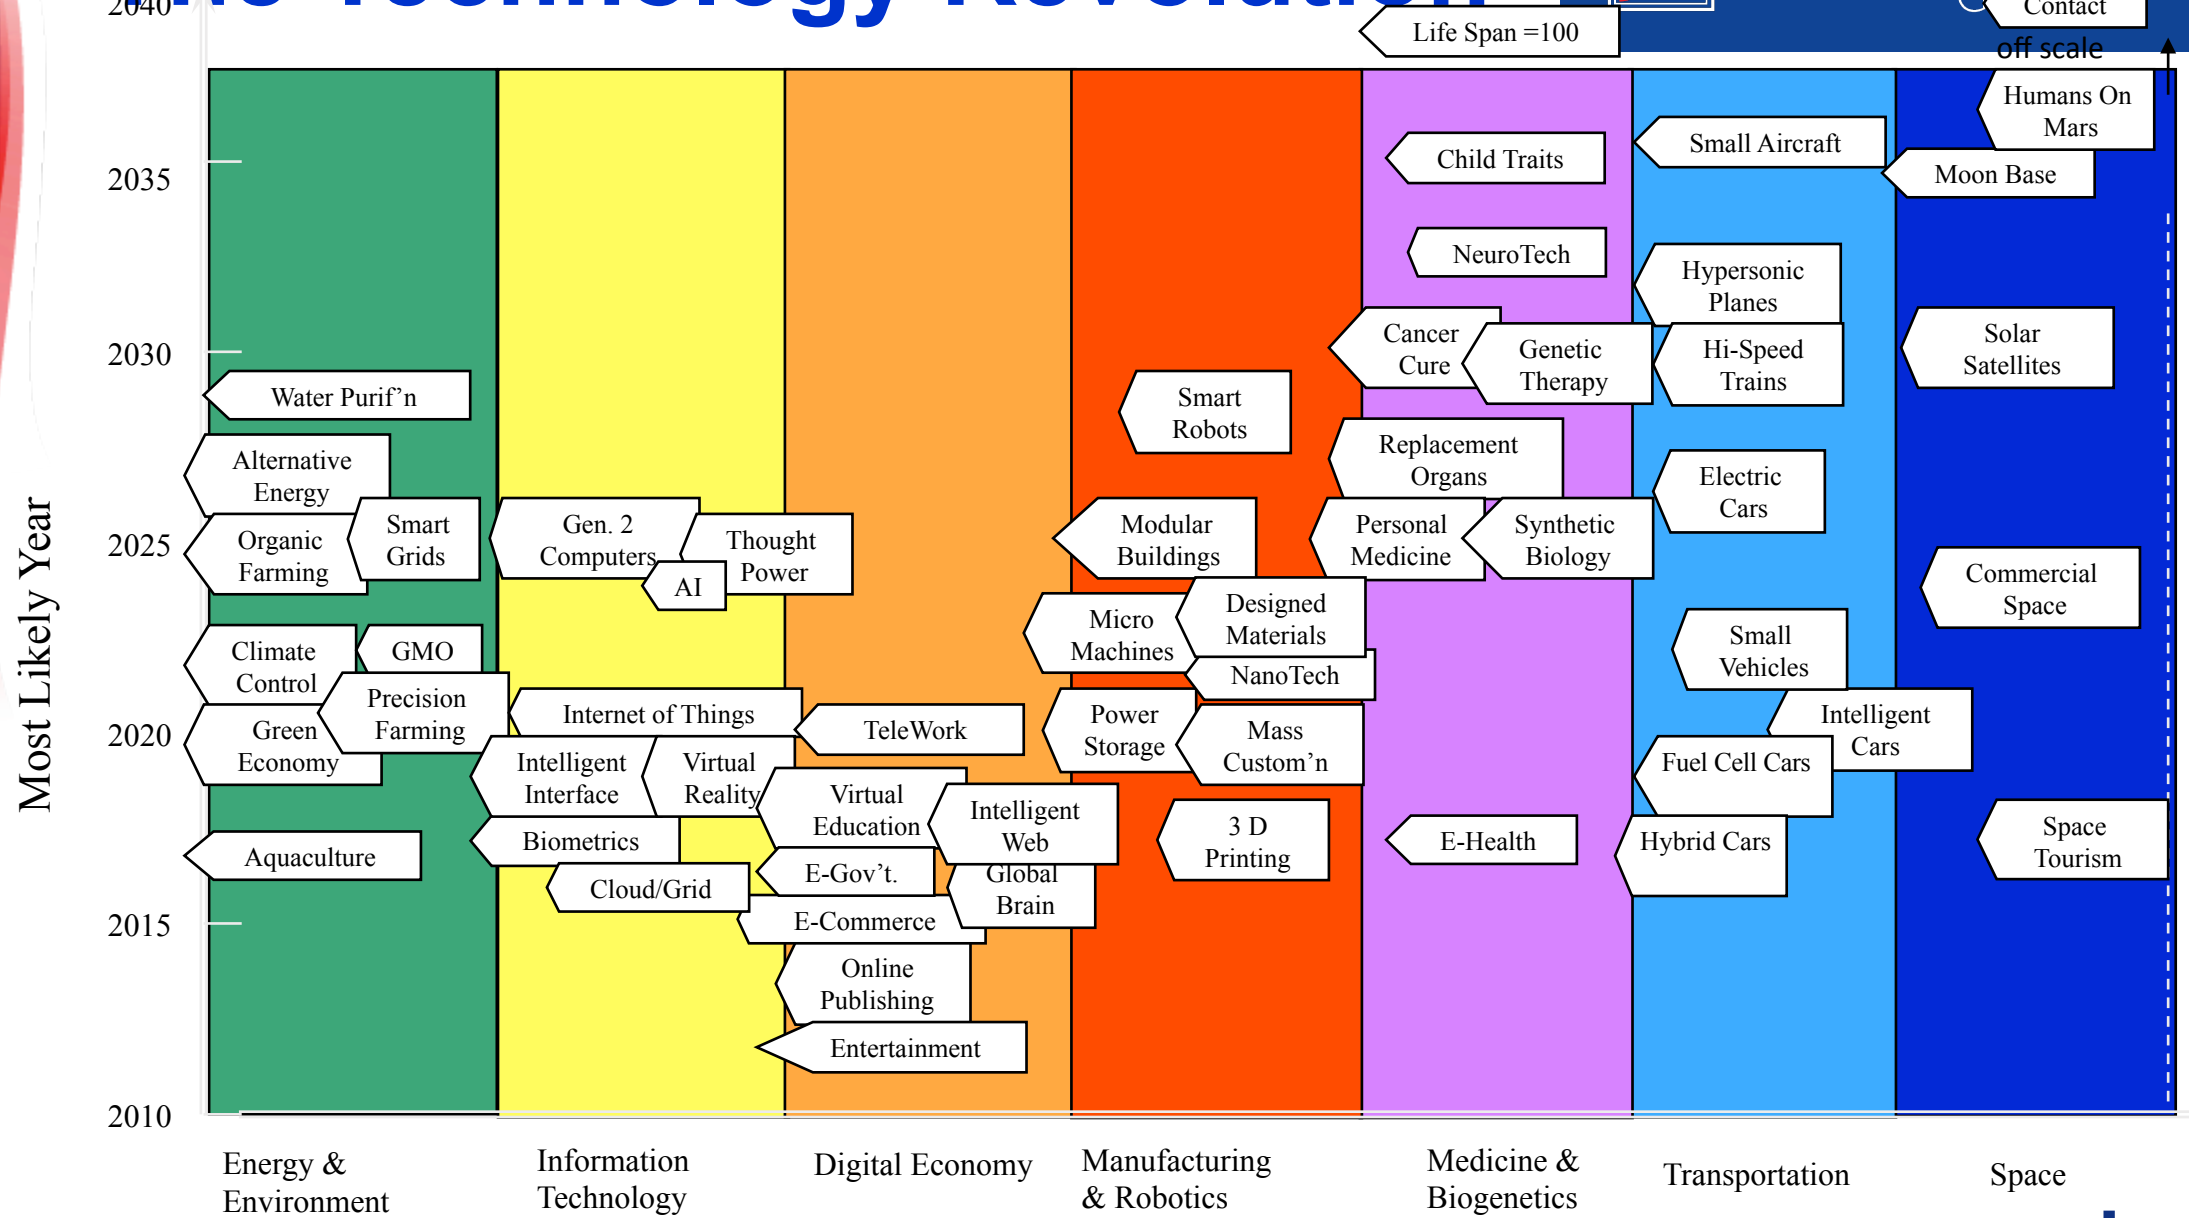 The Technology Revolution
2040
Life Span =100
Contact
off scale
Humans On
Mars
Child Traits
Small Aircraft
2035
Moon Base
NeuroTech
Hypersonic
Planes
Cancer
Cure
Genetic
Therapy
Hi-Speed
Trains
Solar
Satellites
2030
Water Purif’n
Smart
Robots
Alternative
Energy
Replacement
Organs
Electric
Cars
Organic
Farming
Smart
Grids
Gen. 2
Computers
Thought
Power
AI
Modular
Buildings
Personal
Medicine
Synthetic
Biology
2025
Commercial
Space
Micro
Machines
Designed
Materials
Climate
Control
GMO
Small
Vehicles
NanoTech
Precision
Farming
Internet of Things
TeleWork
Power
Storage
Mass
Custom’n
Intelligent
Cars
Green
Economy
2020
Intelligent
Interface
Virtual
Reality
Fuel Cell Cars
Virtual
Education
Intelligent
Web
3 D
Printing
E-Health
Hybrid Cars
Space
Tourism
Biometrics
Aquaculture
E-Gov’t.
Global
Brain
Cloud/Grid
E-Commerce
2015
Online
Publishing
Entertainment
2010
Most Likely Year
Energy &
Environment
Information
Technology
Digital Economy
Manufacturing
& Robotics
Medicine &
Biogenetics
Transportation
Space